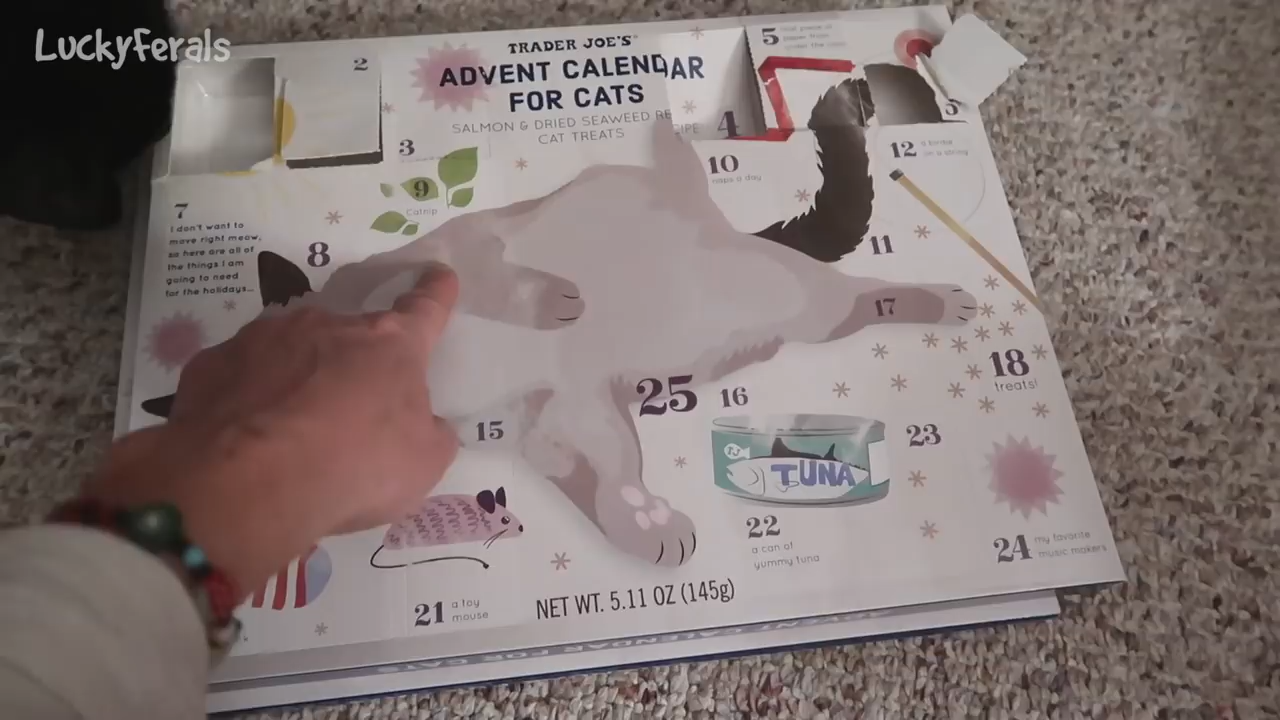 LuckyFerals
2
TRADER JOE'S
ADVENT CALENDAR
FOR CATS
SALMON & DRIED SEAWEED RECIPE
CAT TREATS
3
4
5
5
7
I don't want to
move right meow,
so here are all of
the things I am
going to need
for the holidays...
8
9
Catnip
10
naps a day
11
12 a birdie
on a string
15
16
17
18
treats!
25
TJ
TUNA
21 a toy
mouse
22
a can of
yummy tuna
23
24 my favorite
music makers
NET WT. 5.11 OZ (145g)